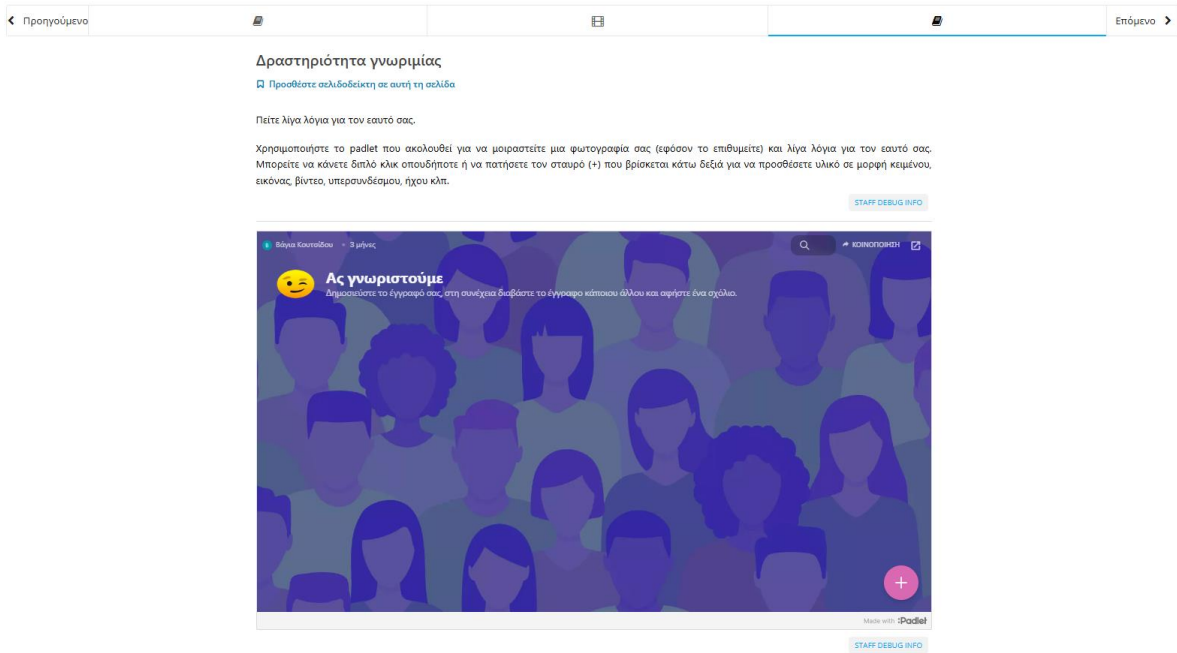 Προηγούμενο
Επόμενο
Δραστηριότητα γνωριμίας
Προσθέστε σελιδοδείκτη σε αυτή τη σελίδα
Πείτε λίγα λόγια για τον εαυτό σας.
Χρησιμοποιήστε το padlet που ακολουθεί για να μοιραστείτε μια φωτογραφία σας (εφόσον το επιθυμείτε) και λίγα λόγια για τον εαυτό σας.
Μπορείτε να κάνετε διπλό κλικ οπουδήποτε ή να πατήσετε τον σταυρό (+) που βρίσκεται κάτω δεξιά για να προσθέσετε υλικό σε μορφή κειμένου,
εικόνας, βίντεο, υπερσυνδέσμου, ήχου κλπ.
STAFF DEBUG INFO
Βάγια Κουτσίδου • 3 μήνες
ΚΟΙΝΟΠΟΙΗΣΗ
Ας γνωριστούμε
Δημοσιεύστε το έγγραφό σας, στη συνέχεια διαβάστε το έγγραφο κάποιου άλλου και αφήστε ένα σχόλιο.
Made with :Padlet
STAFF DEBUG INFO